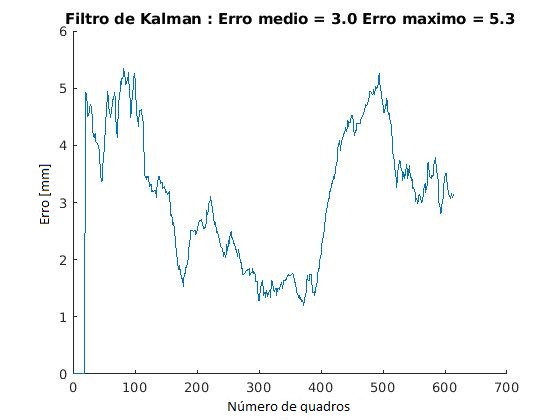 Filtro de Kalman : Erro medio = 3.0 Erro maximo = 5.3
6
5
4
3
2
1
0
Erro [mm]
0 100 200 300 400 500 600 700
Número de quadros